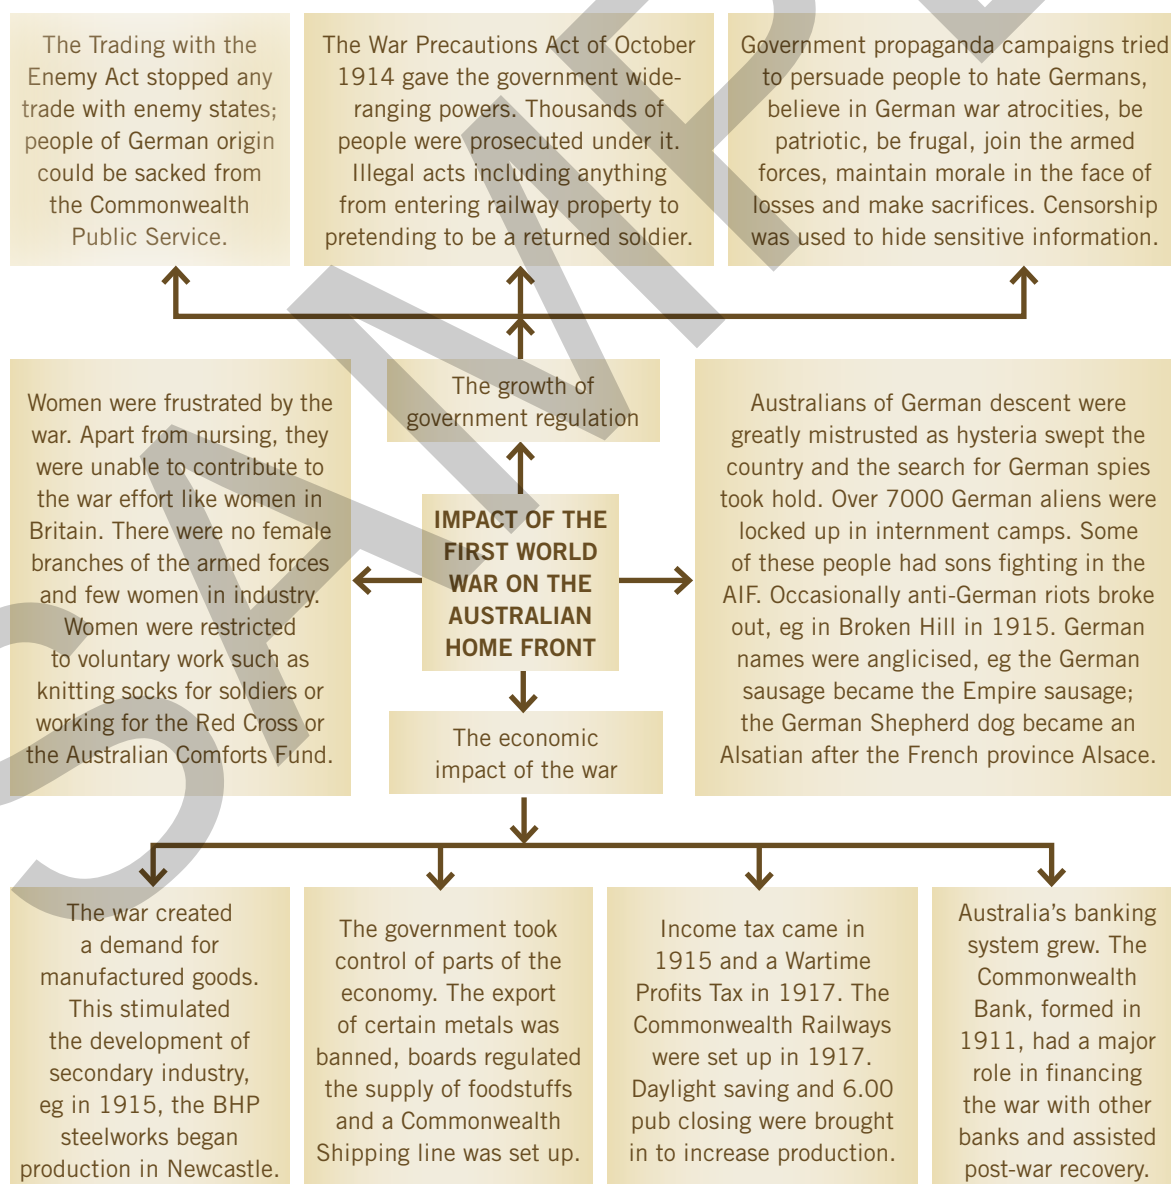 The Trading with the
Enemy Act stopped any
trade with enemy states;
people of German origin
could be sacked from
the Commonwealth
Public Service.
The War Precautions Act of October
1914 gave the government wide-
ranging powers. Thousands of
people were prosecuted under it.
Illegal acts including anything
from entering railway property to
pretending to be a returned soldier.
Government propaganda campaigns tried
to persuade people to hate Germans,
believe in German war atrocities, be
patriotic, be frugal, join the armed
forces, maintain morale in the face of
losses and make sacrifices. Censorship
was used to hide sensitive information.
The growth of
government regulation
Women were frustrated by the
war. Apart from nursing, they
were unable to contribute to
the war effort like women in
Britain. There were no female
branches of the armed forces
and few women in industry.
Women were restricted
to voluntary work such as
knitting socks for soldiers or
working for the Red Cross or
the Australian Comforts Fund.
IMPACT OF THE
FIRST WORLD
WAR ON THE
AUSTRALIAN
HOME FRONT
Australians of German descent were
greatly mistrusted as hysteria swept the
country and the search for German spies
took hold. Over 7000 German aliens were
locked up in internment camps. Some
of these people had sons fighting in the
AIF. Occasionally anti-German riots broke
out, eg in Broken Hill in 1915. German
names were anglicised, eg the German
sausage became the Empire sausage;
the German Shepherd dog became an
Alsatian after the French province Alsace.
The economic
impact of the war
The war created
a demand for
manufactured goods.
This stimulated
the development of
secondary industry,
eg in 1915, the BHP
steelworks began
production in Newcastle.
The government took
control of parts of the
economy. The export
of certain metals was
banned, boards regulated
the supply of foodstuffs
and a Commonwealth
Shipping line was set up.
Income tax came in
1915 and a Wartime
Profits Tax in 1917. The
Commonwealth Railways
were set up in 1917.
Daylight saving and 6.00
pub closing were brought
in to increase production.
Australia's banking
system grew. The
Commonwealth
Bank, formed in
1911, had a major
role in financing
the war with other
banks and assisted
post-war recovery.
SAMP